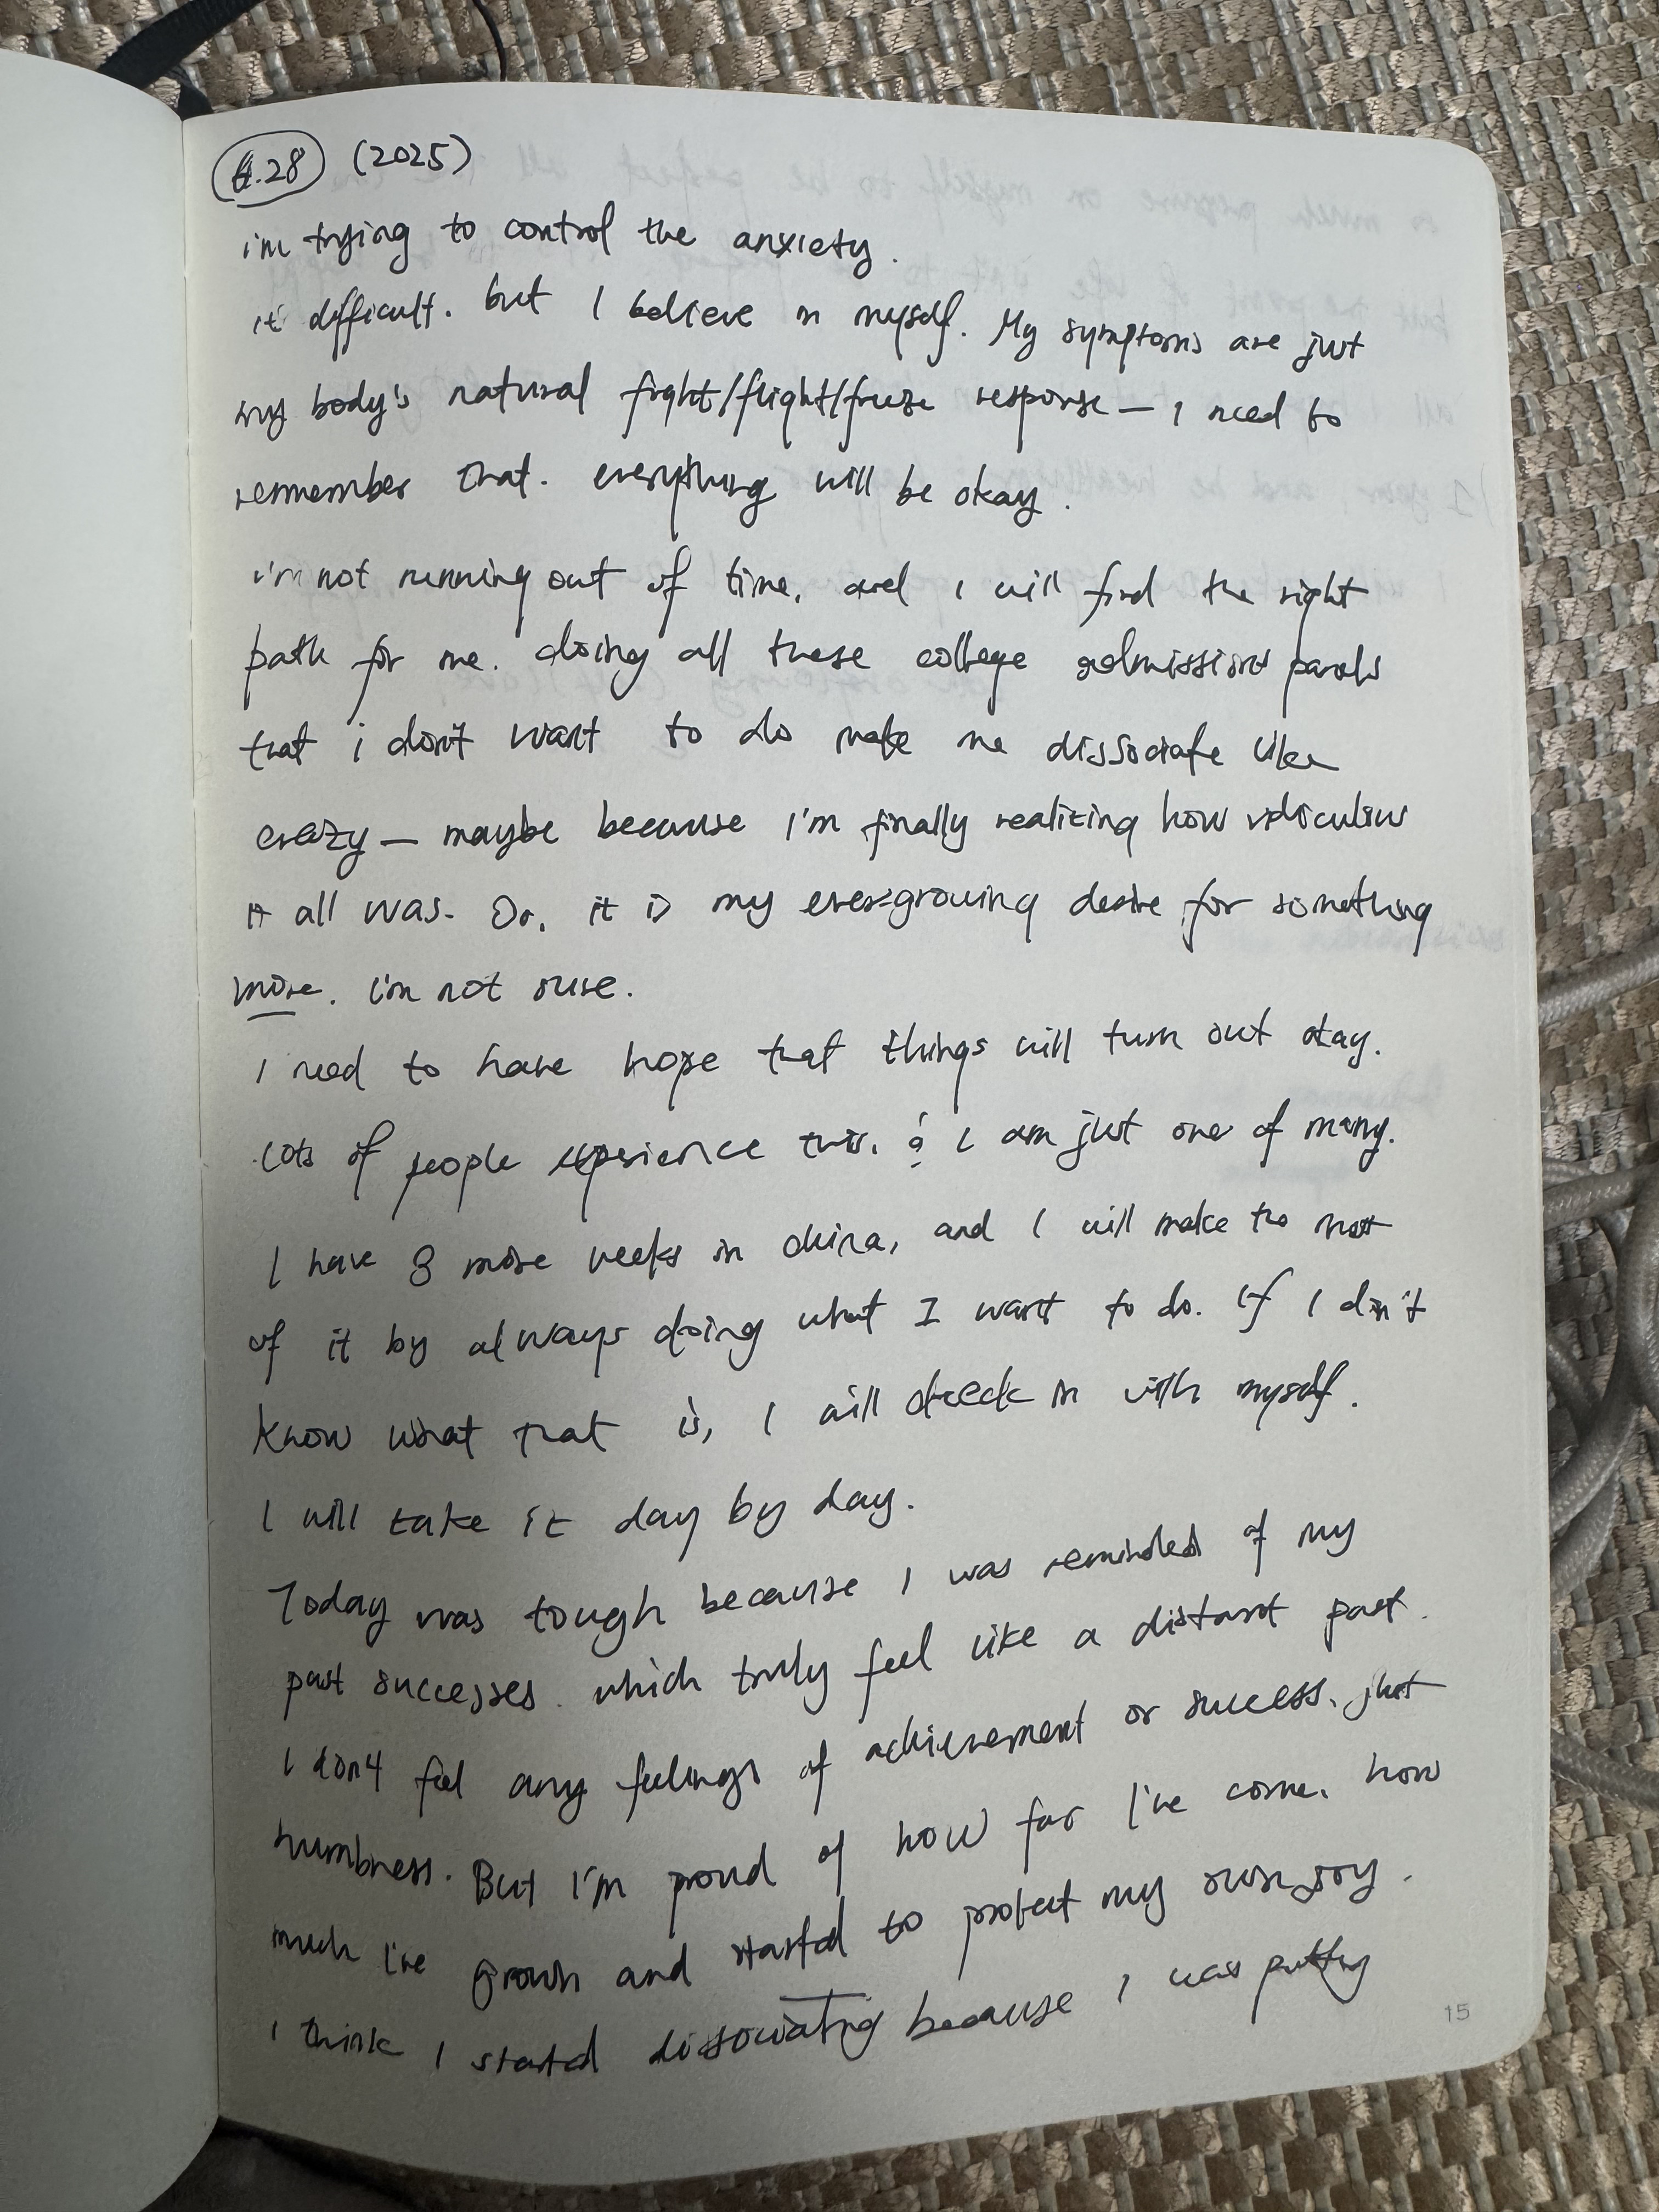 6.28 (2025)
i'm trying to control the anxiety.
it's difficult. but I believe in myself. My symptoms are just
my body's natural fight/flight/freeze response — I need to
remember that. everything will be okay.
i'm not running out of time, and I will find the right
path for me. doing all these college admissions panels
that i don't want to do make me dissociate like
crazy — maybe because I'm finally realizing how ridiculous
it all was. Or, it is my ever-growing desire for something
more. I'm not sure.
I need to have hope that things will turn out okay.
Lots of people experience this. & I am just one of many.
I have 8 more weeks in china, and I will make the most
of it by always doing what I want to do. If I don't
know what that is, I will check in with myself.
I will take it day by day.
Today was tough because I was reminded of my
past successes. which truly feel like a distant past.
I don't feel any feelings of achievement or success, just
numbness. But I'm proud of how far I've come, how
much I've grown and started to protect my own joy.
I think I started dissociating because I was putting
15